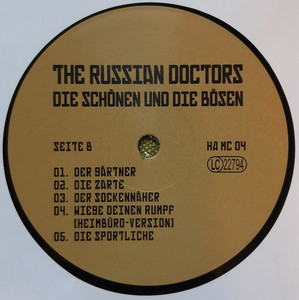 THE RUSSIAN DOCTORS
DIE SCHÖNEN UND DIE BÖSEN
SEITE B HA MC 04
LC 22794
01. DER GÄRTNER
02. DIE ZARTE
03. DER SOCKENNÄHER
04. WIEGE DEINEN RUMPF
(HEIMBÜRO-VERSION)
05. DIE SPORTLICHE